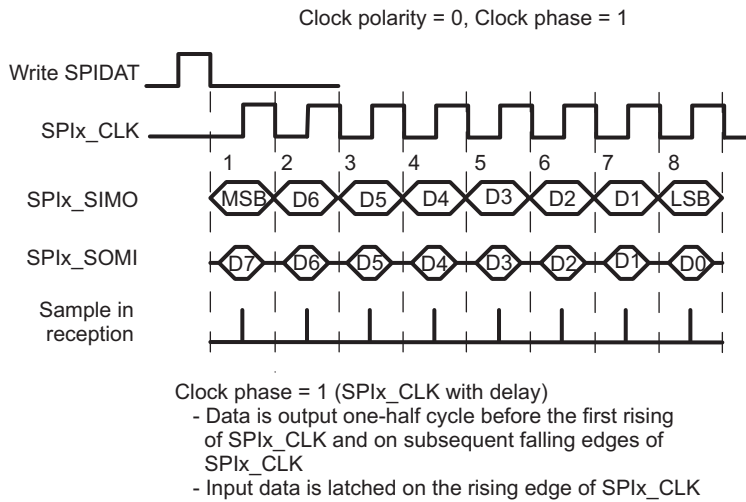 Clock polarity = 0, Clock phase = 1
Write SPIDAT
SPIx_CLK
1 2 3 4 5 6 7 8
SPIx_SIMO MSB D6 D5 D4 D3 D2 D1 LSB
SPIx_SOMI D7 D6 D5 D4 D3 D2 D1 D0
Sample in
reception
Clock phase = 1 (SPIx_CLK with delay)
- Data is output one-half cycle before the first rising
of SPIx_CLK and on subsequent falling edges of
SPIx_CLK
- Input data is latched on the rising edge of SPIx_CLK